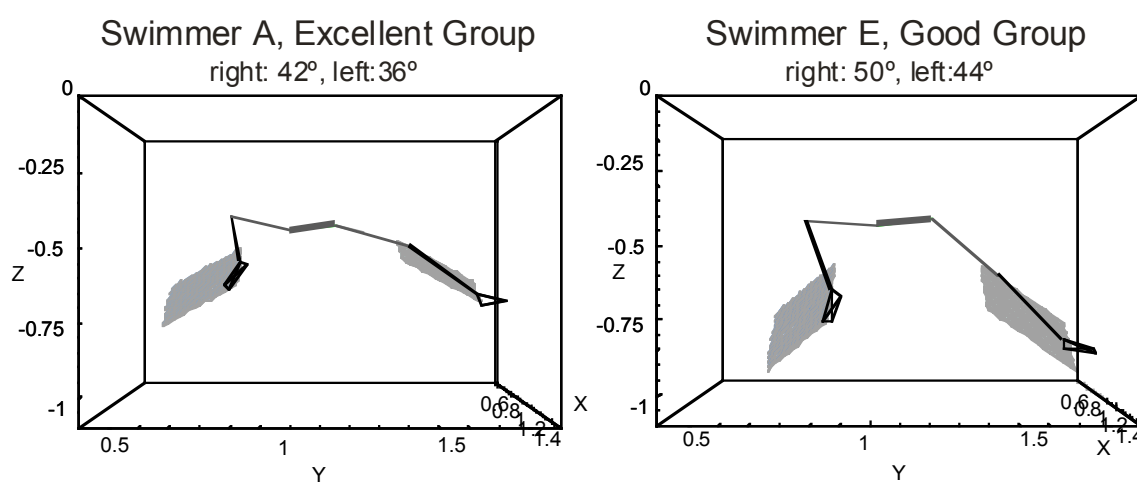 Swimmer A, Excellent Group
right: 42º, left:36º
0
-0.25
-0.5
Z
-0.75
-1
0.5
1
1.5
Y
0.6
0.8
1.2
1.4
X
Swimmer E, Good Group
right: 50º, left:44º
0
-0.25
-0.5
Z
-0.75
-1
0.5
1
1.5
Y
0.6
0.8
1.2
1.4
X